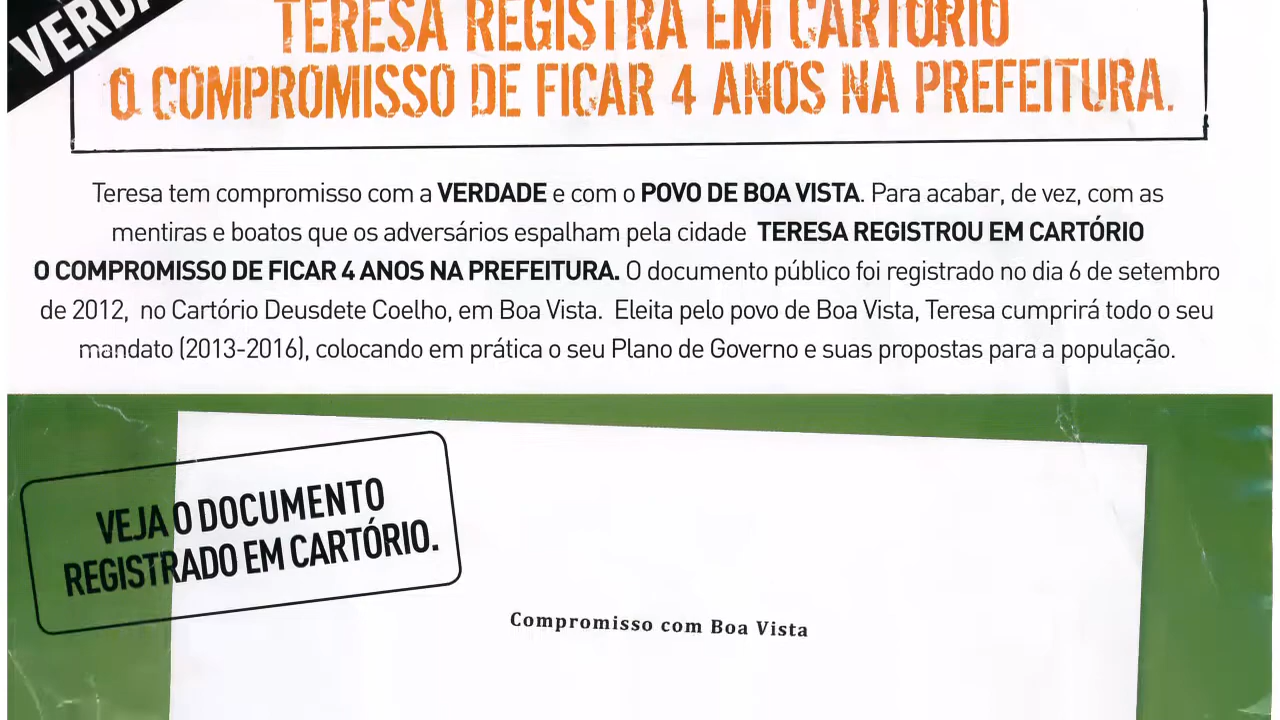 TERESA REGISTRA EM CARTÓRIO
O COMPROMISSO DE FICAR 4 ANOS NA PREFEITURA.
Teresa tem compromisso com a VERDADE e com o POVO DE BOA VISTA. Para acabar, de vez, com as
mentiras e boatos que os adversários espalham pela cidade TERESA REGISTROU EM CARTÓRIO
O COMPROMISSO DE FICAR 4 ANOS NA PREFEITURA. O documento público foi registrado no dia 6 de setembro
de 2012, no Cartório Deusdete Coelho, em Boa Vista. Eleita pelo povo de Boa Vista, Teresa cumprirá todo o seu
mandato (2013-2016), colocando em prática o seu Plano de Governo e suas propostas para a população.
VEJA O DOCUMENTO
REGISTRADO EM CARTÓRIO.
Compromisso com Boa Vista